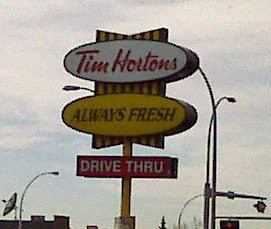 Tim Hortons
ALWAYS FRESH
DRIVE THRU